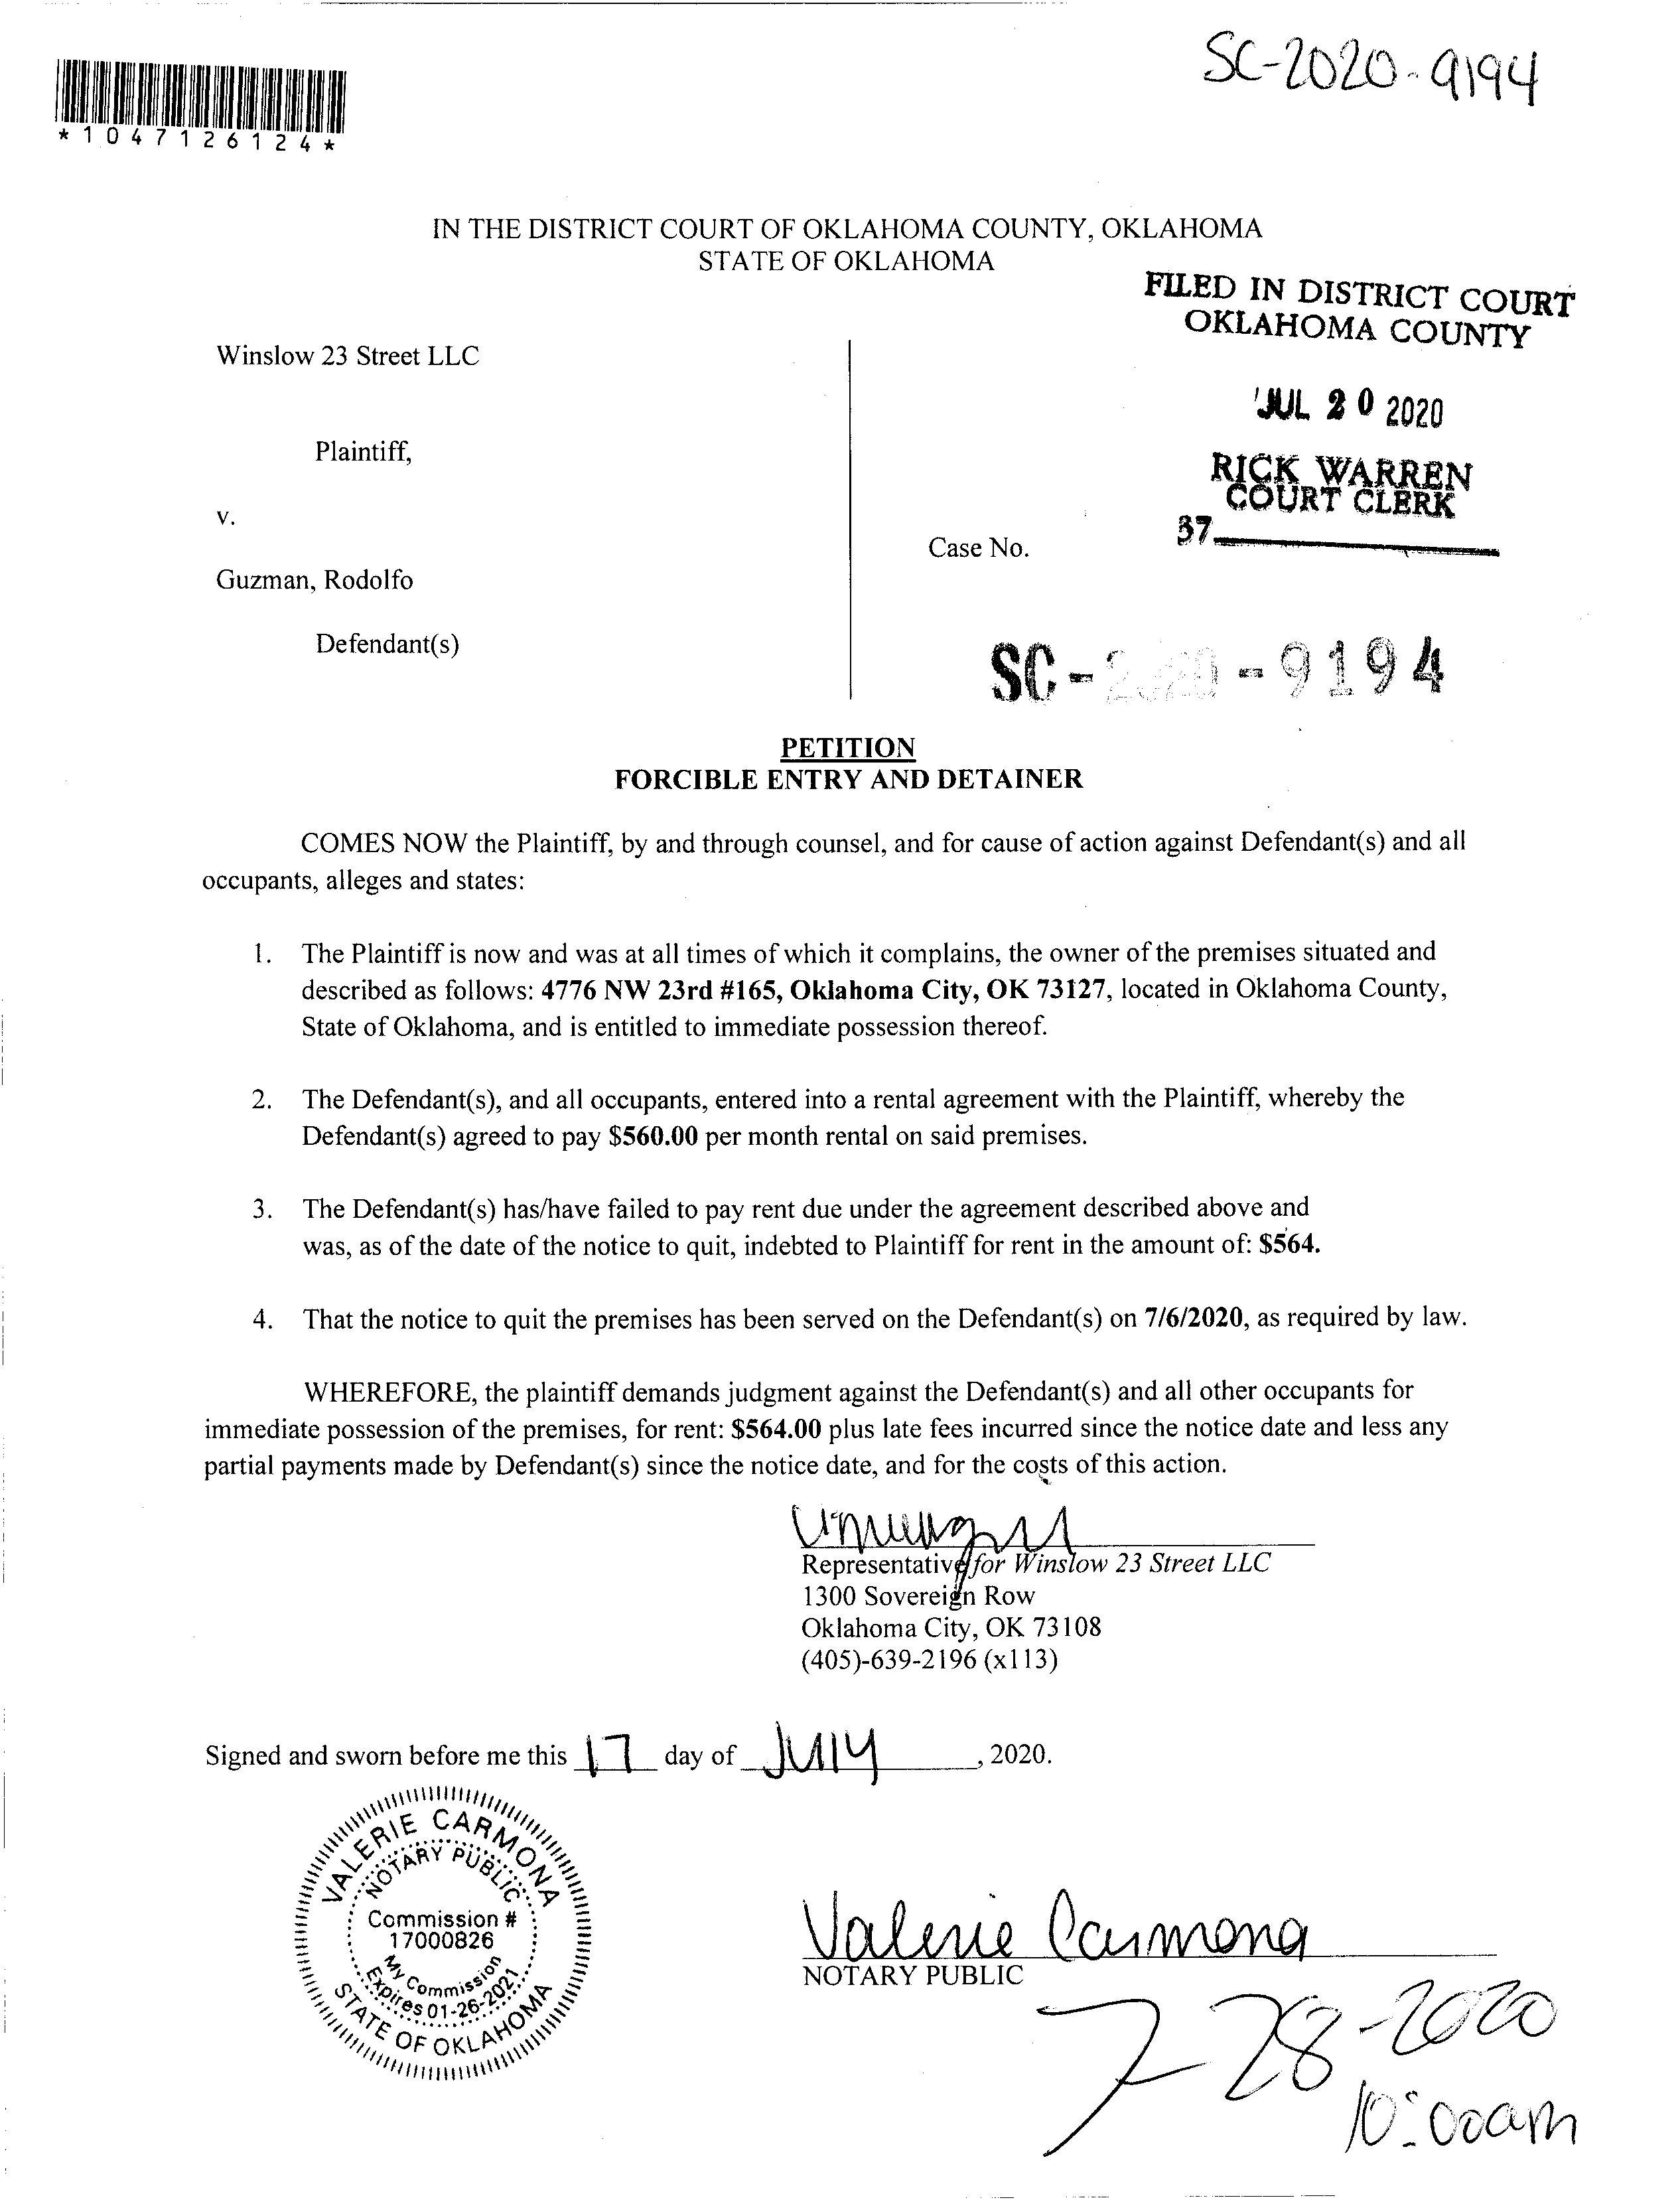 SC-2020-9194
*1047126124*
IN THE DISTRICT COURT OF OKLAHOMA COUNTY, OKLAHOMA
STATE OF OKLAHOMA
FILED IN DISTRICT COURT
OKLAHOMA COUNTY
Winslow 23 Street LLC
JUL 20 2020
Plaintiff,
RICK WARREN
COURT CLERK
v.
37
Case No.
Guzman, Rodolfo
Defendant(s)
SC-2020-9194
PETITION
FORCIBLE ENTRY AND DETAINER
COMES NOW the Plaintiff, by and through counsel, and for cause of action against Defendant(s) and all
occupants, alleges and states:
1. The Plaintiff is now and was at all times of which it complains, the owner of the premises situated and
described as follows: 4776 NW 23rd #165, Oklahoma City, OK 73127, located in Oklahoma County,
State of Oklahoma, and is entitled to immediate possession thereof.
2. The Defendant(s), and all occupants, entered into a rental agreement with the Plaintiff, whereby the
Defendant(s) agreed to pay $560.00 per month rental on said premises.
3. The Defendant(s) has/have failed to pay rent due under the agreement described above and
was, as of the date of the notice to quit, indebted to Plaintiff for rent in the amount of: $564.
4. That the notice to quit the premises has been served on the Defendant(s) on 7/6/2020, as required by law.
WHEREFORE, the plaintiff demands judgment against the Defendant(s) and all other occupants for
immediate possession of the premises, for rent: $564.00 plus late fees incurred since the notice date and less any
partial payments made by Defendant(s) since the notice date, and for the costs of this action.
Representative for Winslow 23 Street LLC
1300 Sovereign Row
Oklahoma City, OK 73108
(405)-639-2196 (x113)
Signed and sworn before me this 17 day of July, 2020.
VALERIE CARMONA
NOTARY PUBLIC
Commission #
17000826
My Commission
Expires 01-26-2021
STATE OF OKLAHOMA
Valerie Carmona
NOTARY PUBLIC
7-28-2020
10:00am